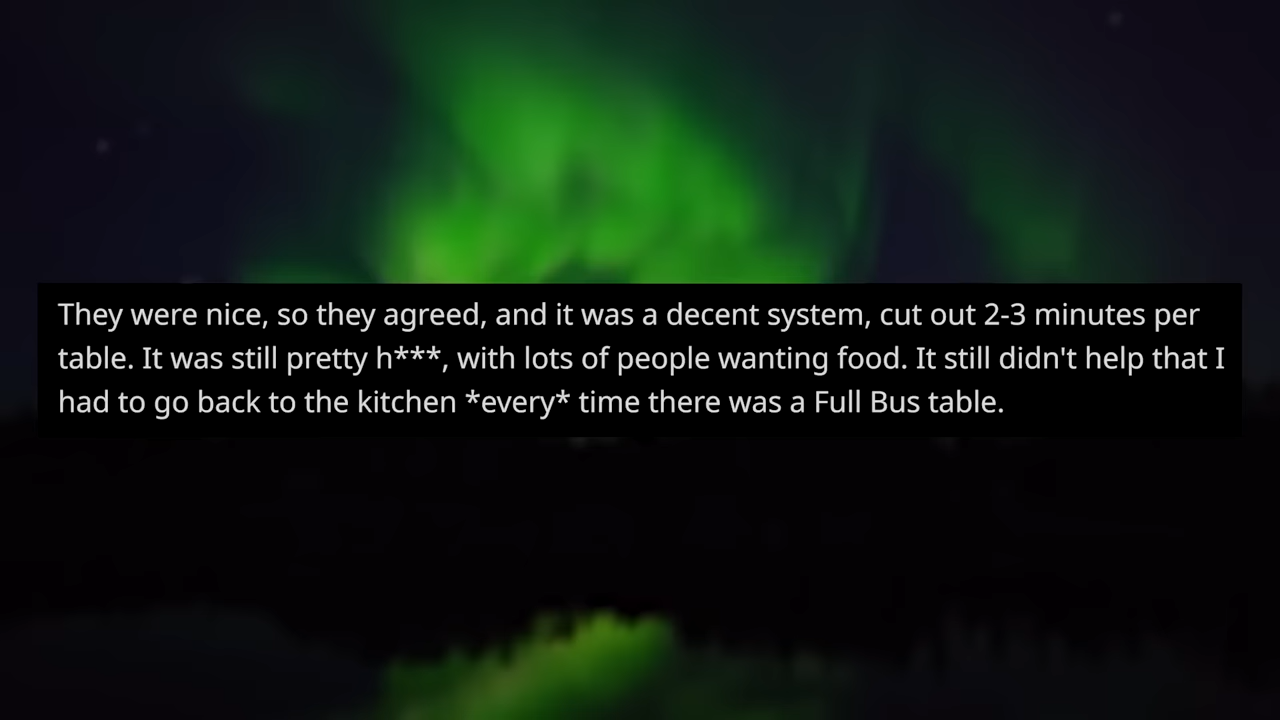 They were nice, so they agreed, and it was a decent system, cut out 2-3 minutes per
table. It was still pretty h***, with lots of people wanting food. It still didn't help that I
had to go back to the kitchen *every* time there was a Full Bus table.